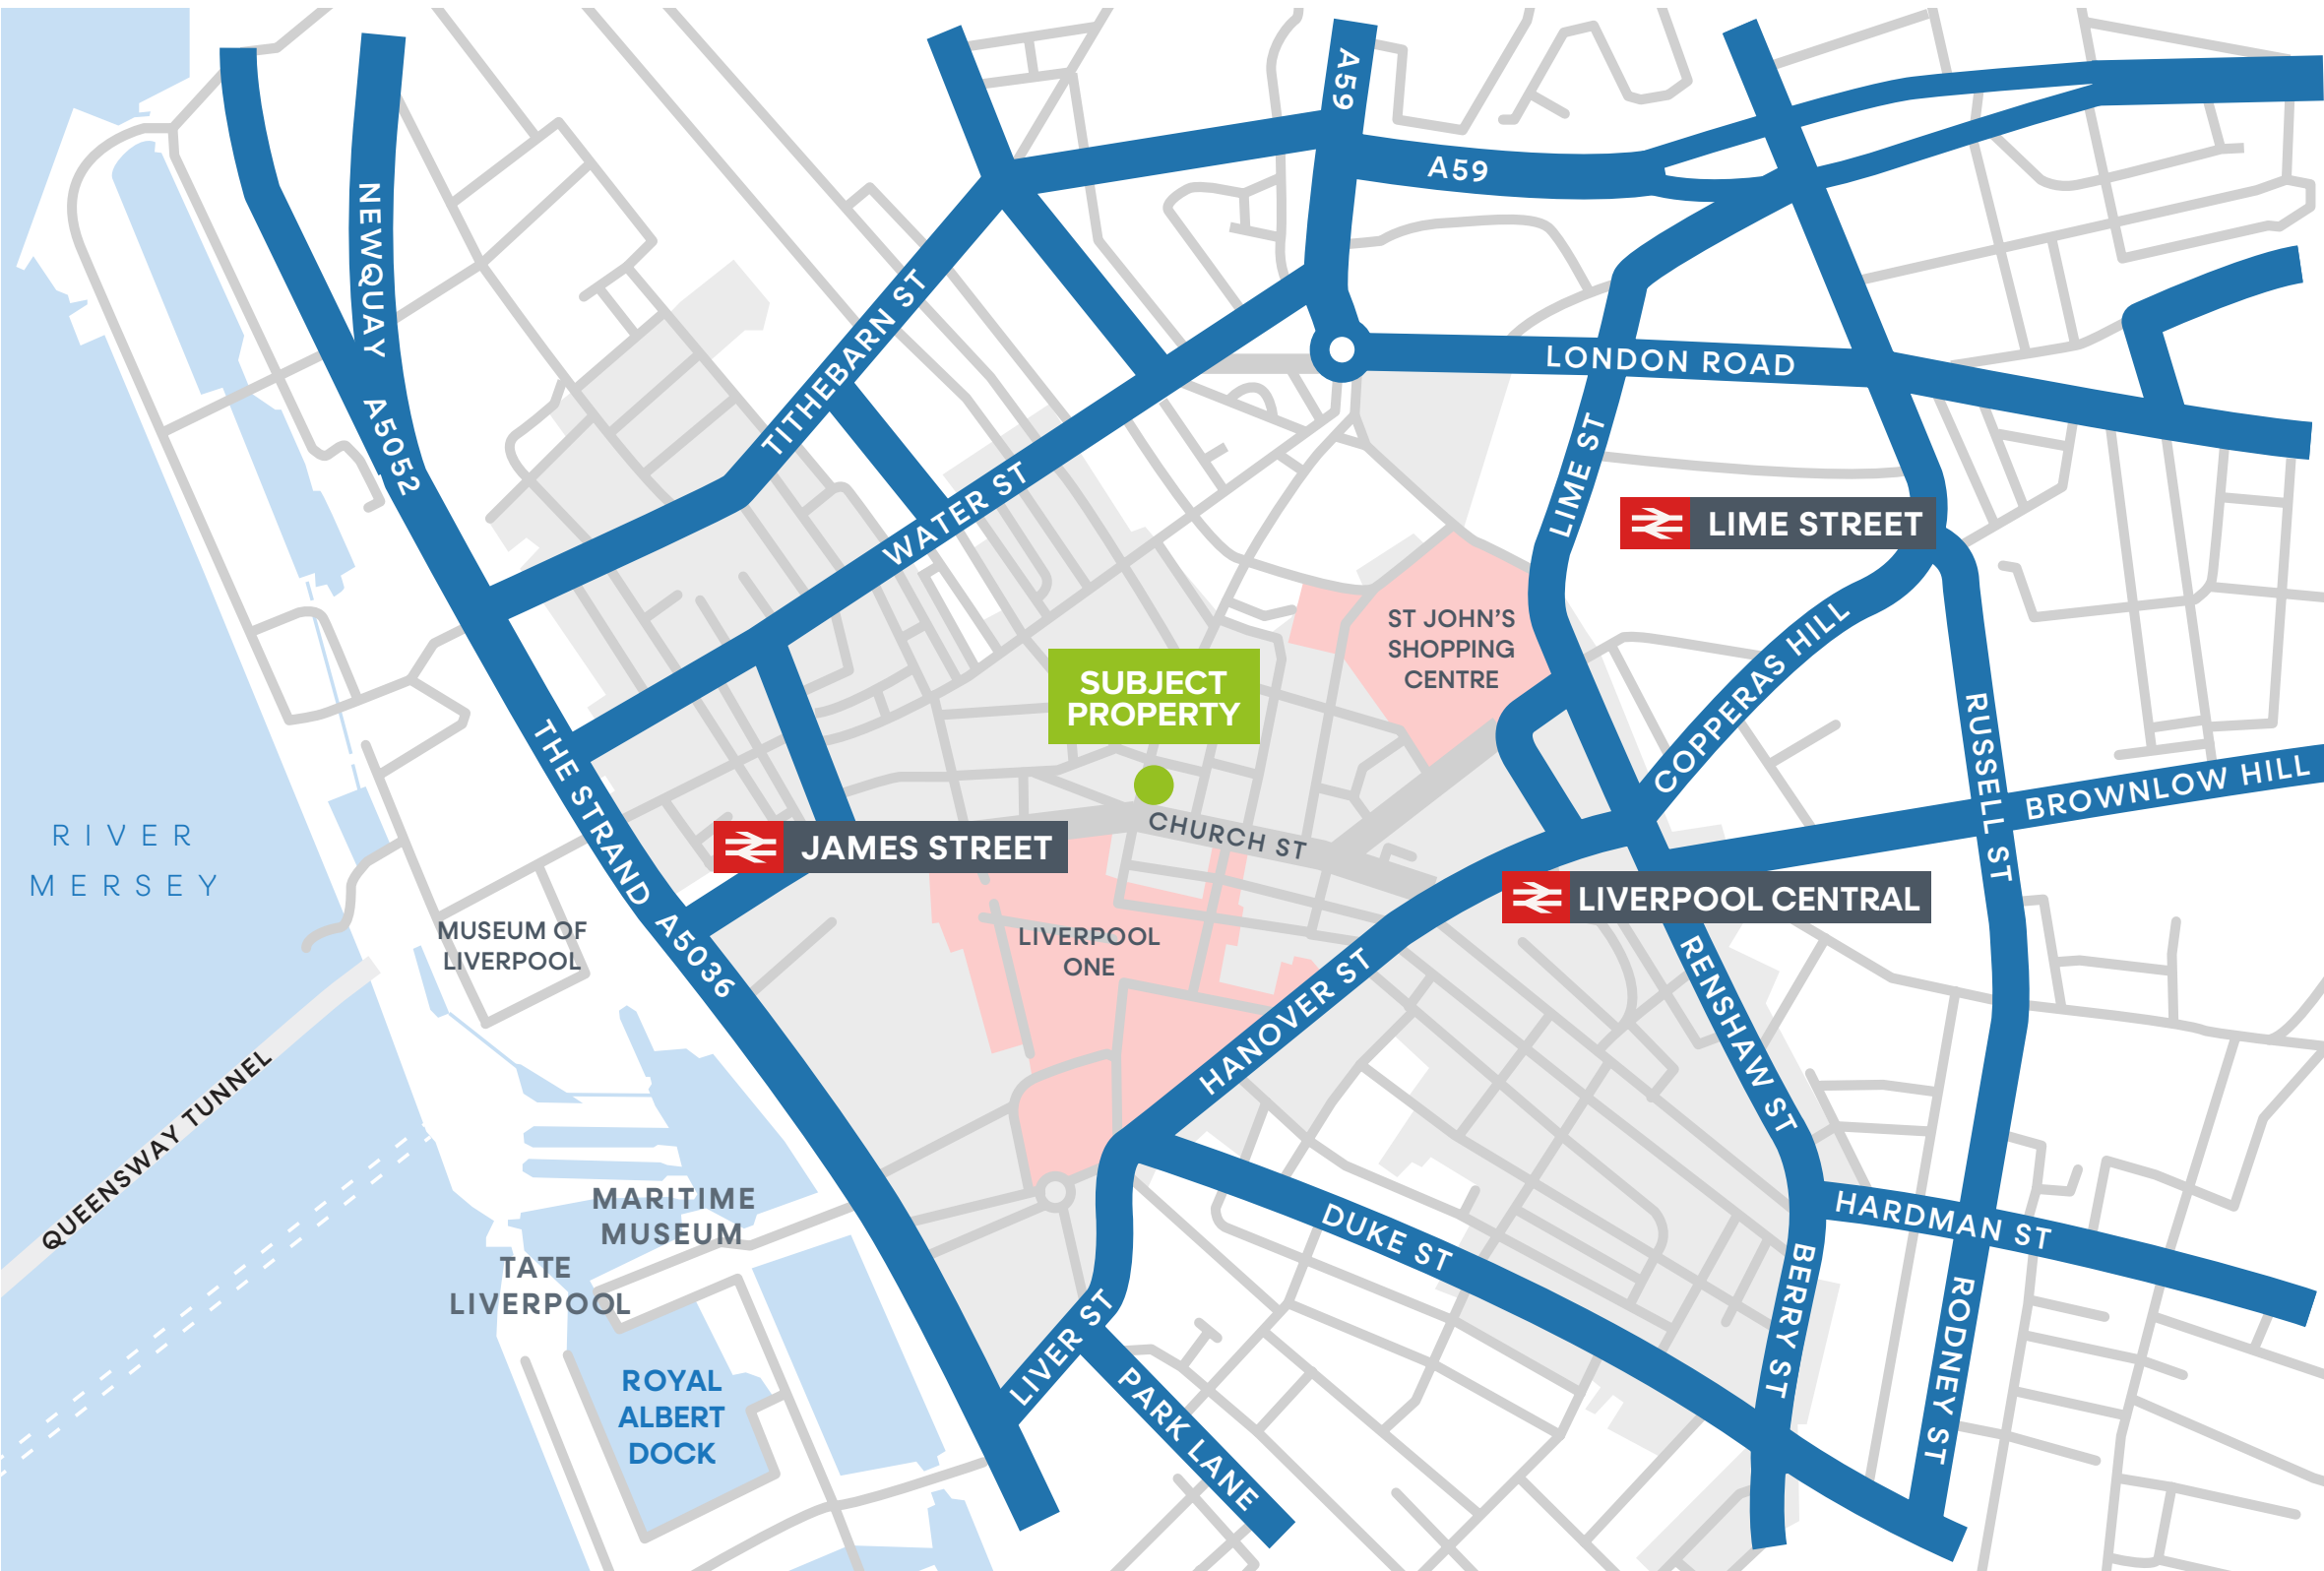 A59
A59
NEWQUAY
A5052
TITHEBARN ST
LONDON ROAD
LIME ST
WATER ST
LIME STREET
ST JOHN'S
SHOPPING
CENTRE
COPPERAS HILL
SUBJECT
PROPERTY
RUSSELL ST
BROWNLOW HILL
THE STRAND
A5036
CHURCH ST
RIVER
MERSEY
JAMES STREET
LIVERPOOL CENTRAL
MUSEUM OF
LIVERPOOL
LIVERPOOL
ONE
HANOVER ST
RENSHAW ST
QUEENSWAY TUNNEL
MARITIME
MUSEUM
TATE
LIVERPOOL
DUKE ST
HARDMAN ST
BERRY ST
RODNEY ST
LIVER ST
PARK LANE
ROYAL
ALBERT
DOCK